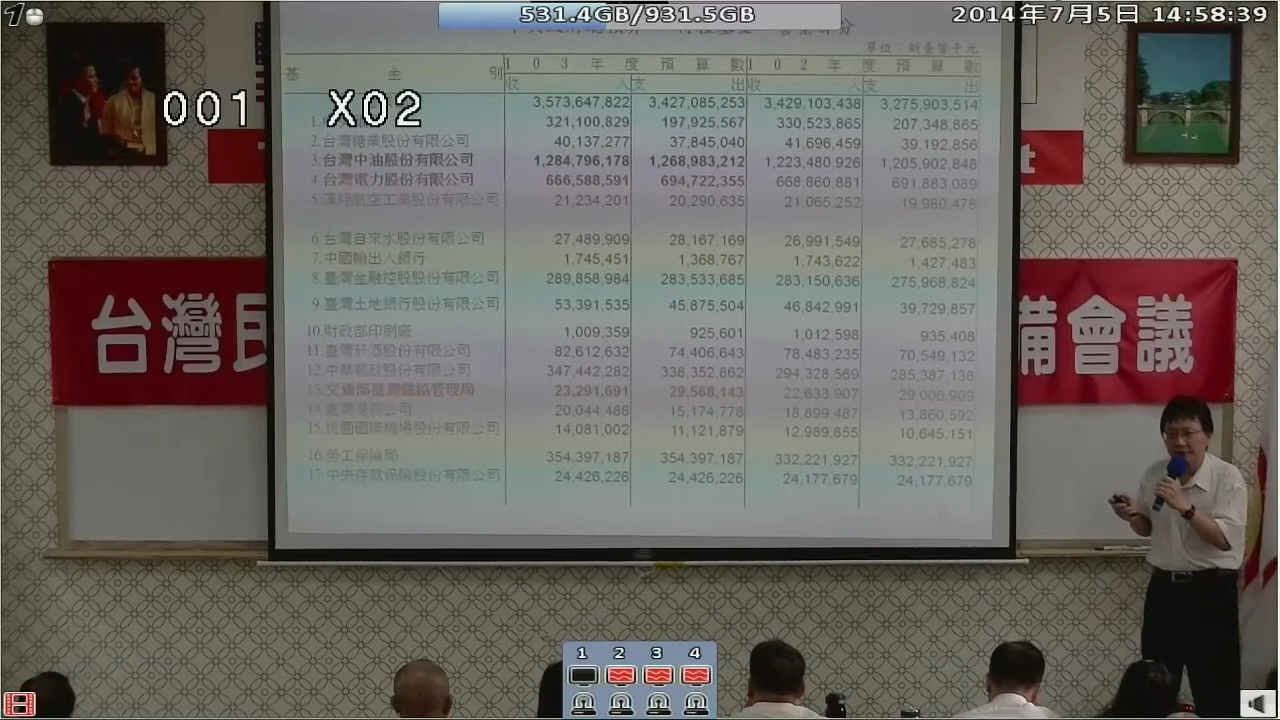 531.4GB/931.5GB
2014年7月5日 14:58:39
001 X02
單位：新臺幣千元
基 金 別 103年度預算數 102年度預算數
收入 支出 收入 支出
3,573,647,822 3,427,085,253 3,429,103,438 3,275,903,514
1. 321,100,829 197,925,567 330,523,865 207,348,865
2.台灣糖業股份有限公司 40,137,277 37,845,040 41,696,459 39,192,856
3.台灣中油股份有限公司 1,284,796,178 1,268,983,212 1,223,480,926 1,205,902,848
4.台灣電力股份有限公司 666,588,591 694,722,355 668,860,881 691,883,089
5.漢翔航空工業股份有限公司 21,234,201 20,290,635 21,065,252 19,980,478
6.台灣自來水股份有限公司 27,489,909 28,167,169 26,991,549 27,685,278
7.中國輸出入銀行 1,745,451 1,368,767 1,743,622 1,427,483
8.臺灣金融控股股份有限公司 289,858,984 283,533,685 283,150,636 275,968,824
9.臺灣土地銀行股份有限公司 53,391,535 45,875,504 46,842,991 39,729,857
10.財政部印刷廠 1,009,359 925,601 1,012,598 935,408
11.臺灣菸酒股份有限公司 82,612,632 74,406,643 78,483,235 70,549,132
12.中華郵政股份有限公司 347,442,282 338,352,862 294,328,569 285,387,138
13.交通部臺灣鐵路管理局 23,291,691 29,568,143 22,633,907 29,006,909
14.臺灣港務公司 20,044,488 15,174,778 18,899,487 13,860,592
15.桃園國際機場股份有限公司 14,081,002 11,121,879 12,989,855 10,645,151
16.勞工保險局 354,397,187 354,397,187 332,221,927 332,221,927
17.中央存款保險股份有限公司 24,426,226 24,426,226 24,177,679 24,177,679
台灣民
備會議
t
1 2 3 4